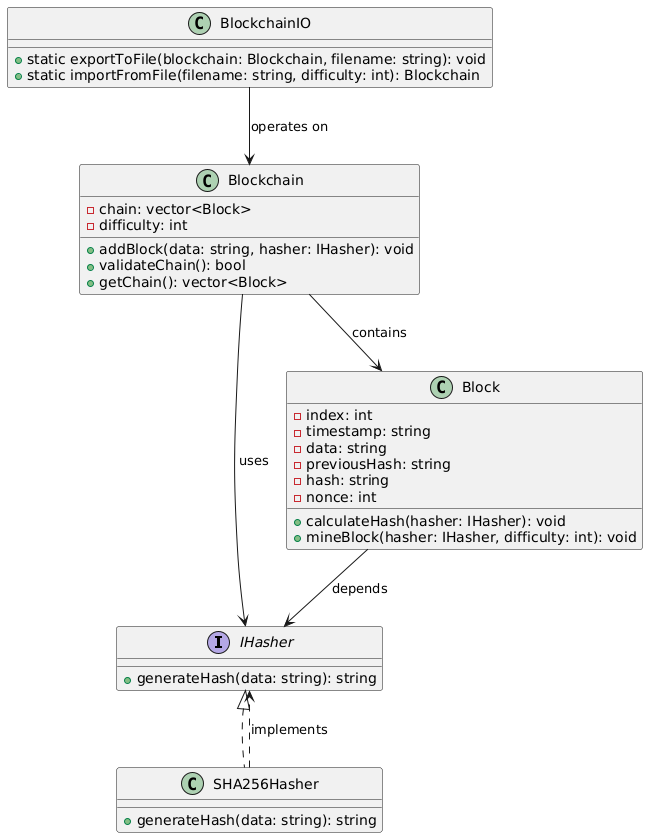 C BlockchainIO
static exportToFile(blockchain: Blockchain, filename: string): void
static importFromFile(filename: string, difficulty: int): Blockchain
operates on
C Blockchain
chain: vector<Block>
difficulty: int
addBlock(data: string, hasher: IHasher): void
validateChain(): bool
getChain(): vector<Block>
contains
C Block
index: int
timestamp: string
data: string
previousHash: string
hash: string
nonce: int
calculateHash(hasher: IHasher): void
mineBlock(hasher: IHasher, difficulty: int): void
uses
depends
I IHasher
generateHash(data: string): string
implements
C SHA256Hasher
generateHash(data: string): string